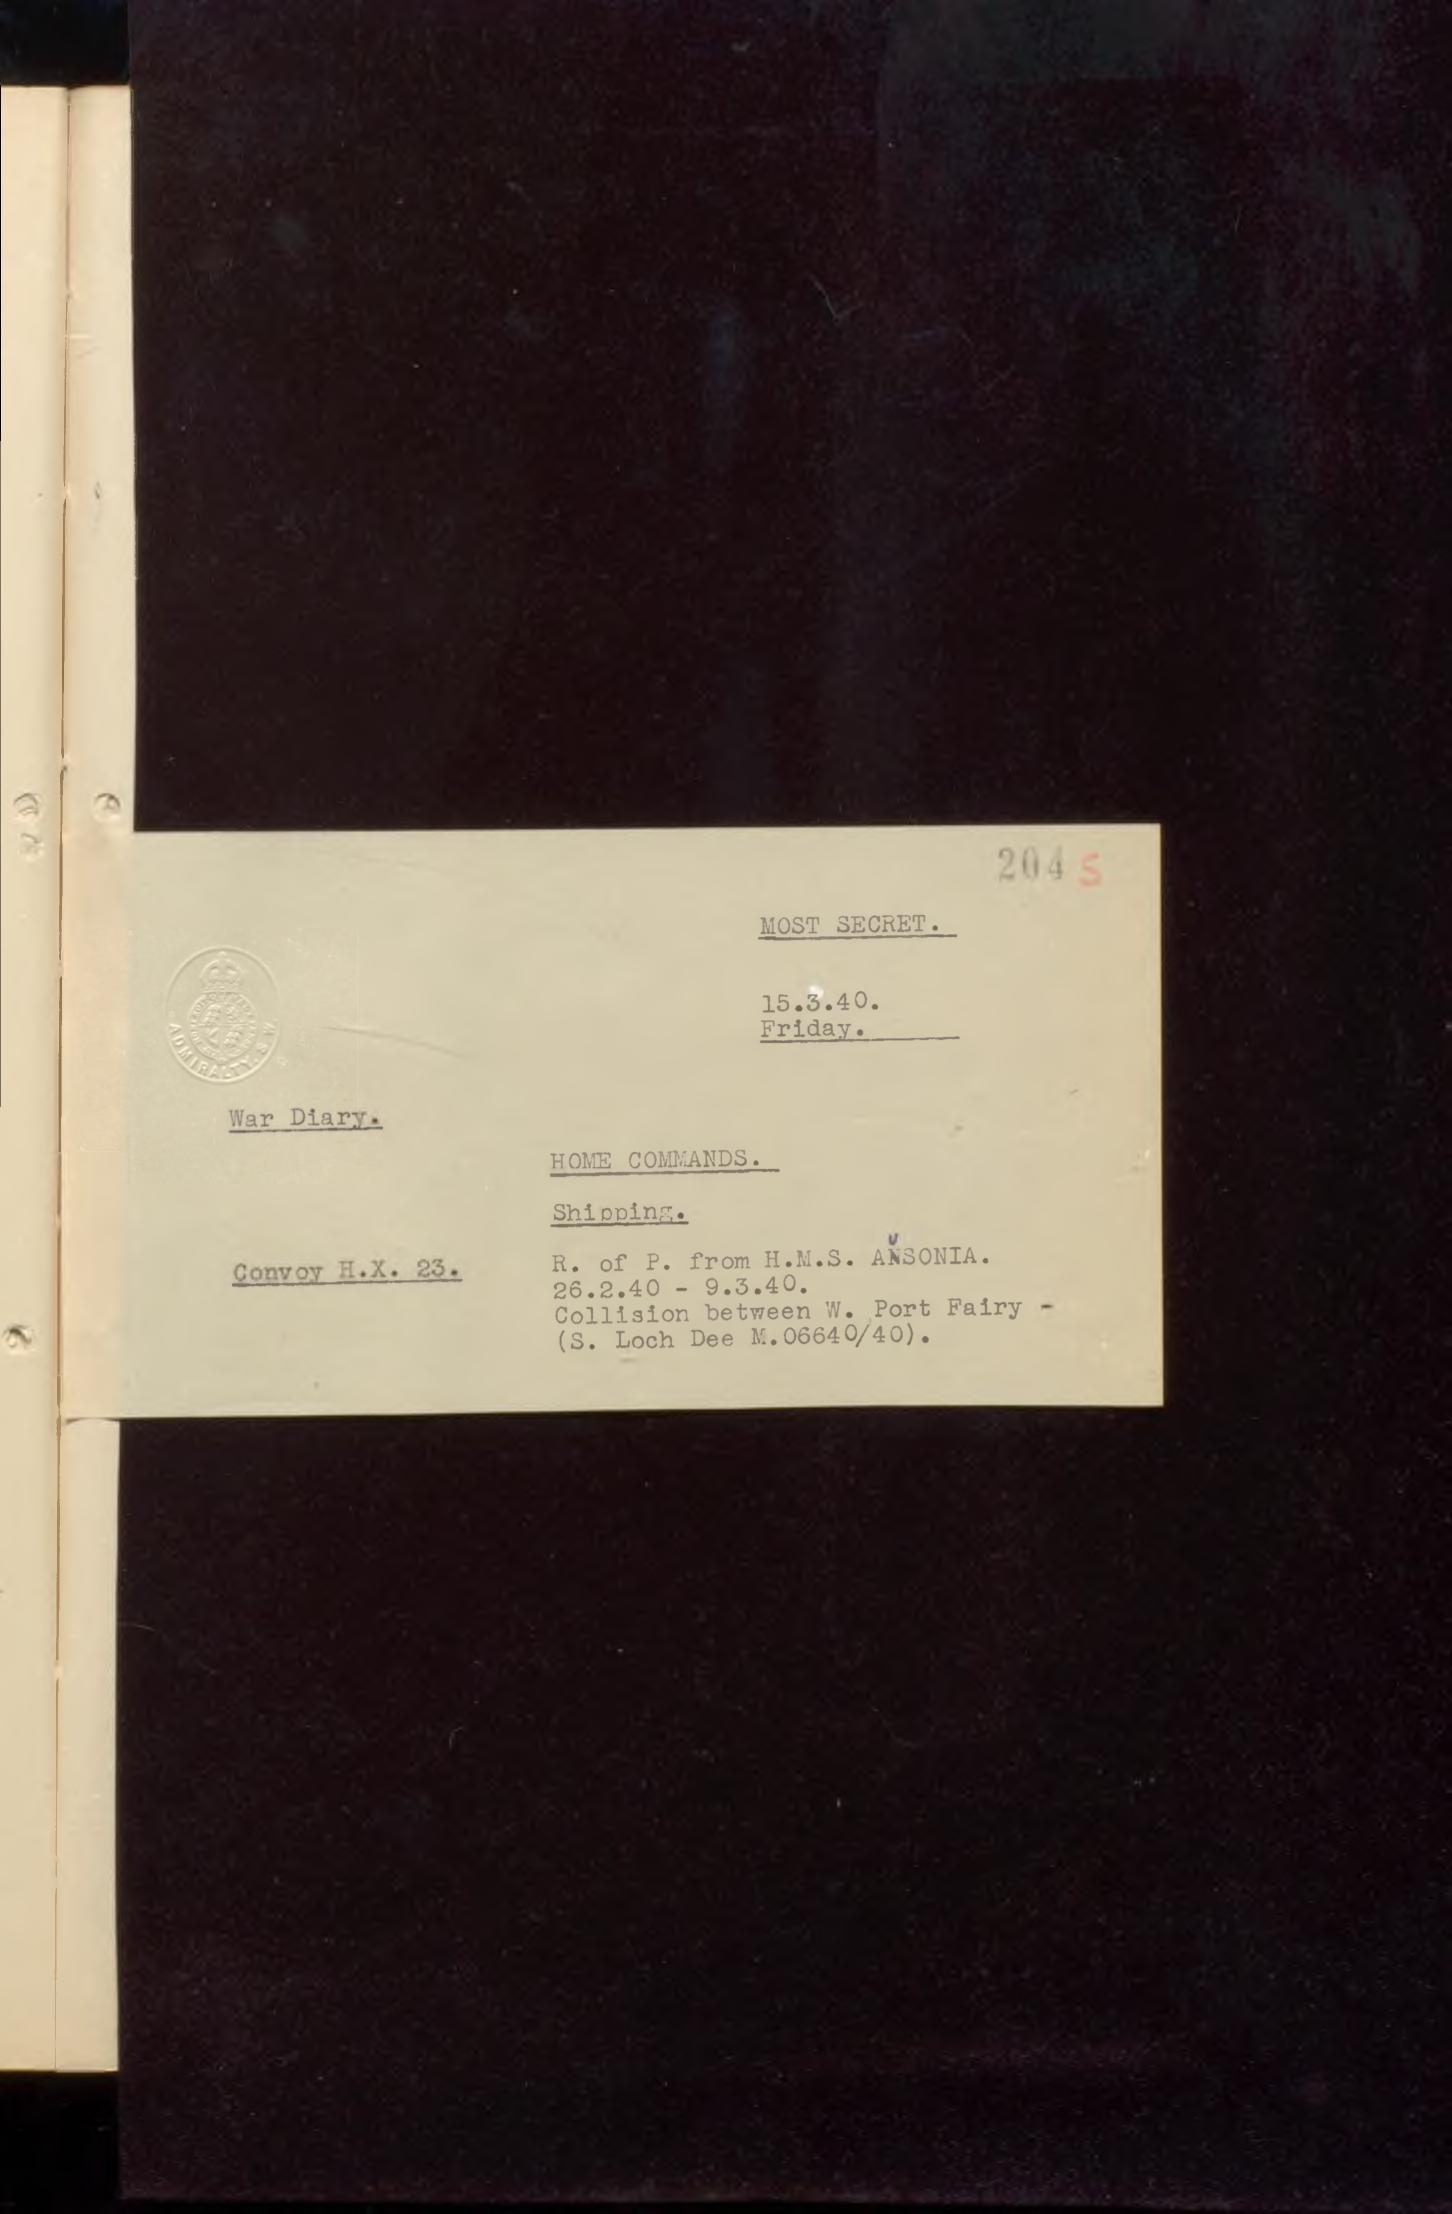 204 S
MOST SECRET.
15.3.40.
Friday.
ADMIRALTY. S.W.
War Diary.
HOME COMMANDS.
Shipping.
Convoy H.X. 23.
R. of P. from H.M.S. AUSONIA.
26.2.40 - 9.3.40.
Collision between W. Port Fairy -
(S. Loch Dee M.06640/40).